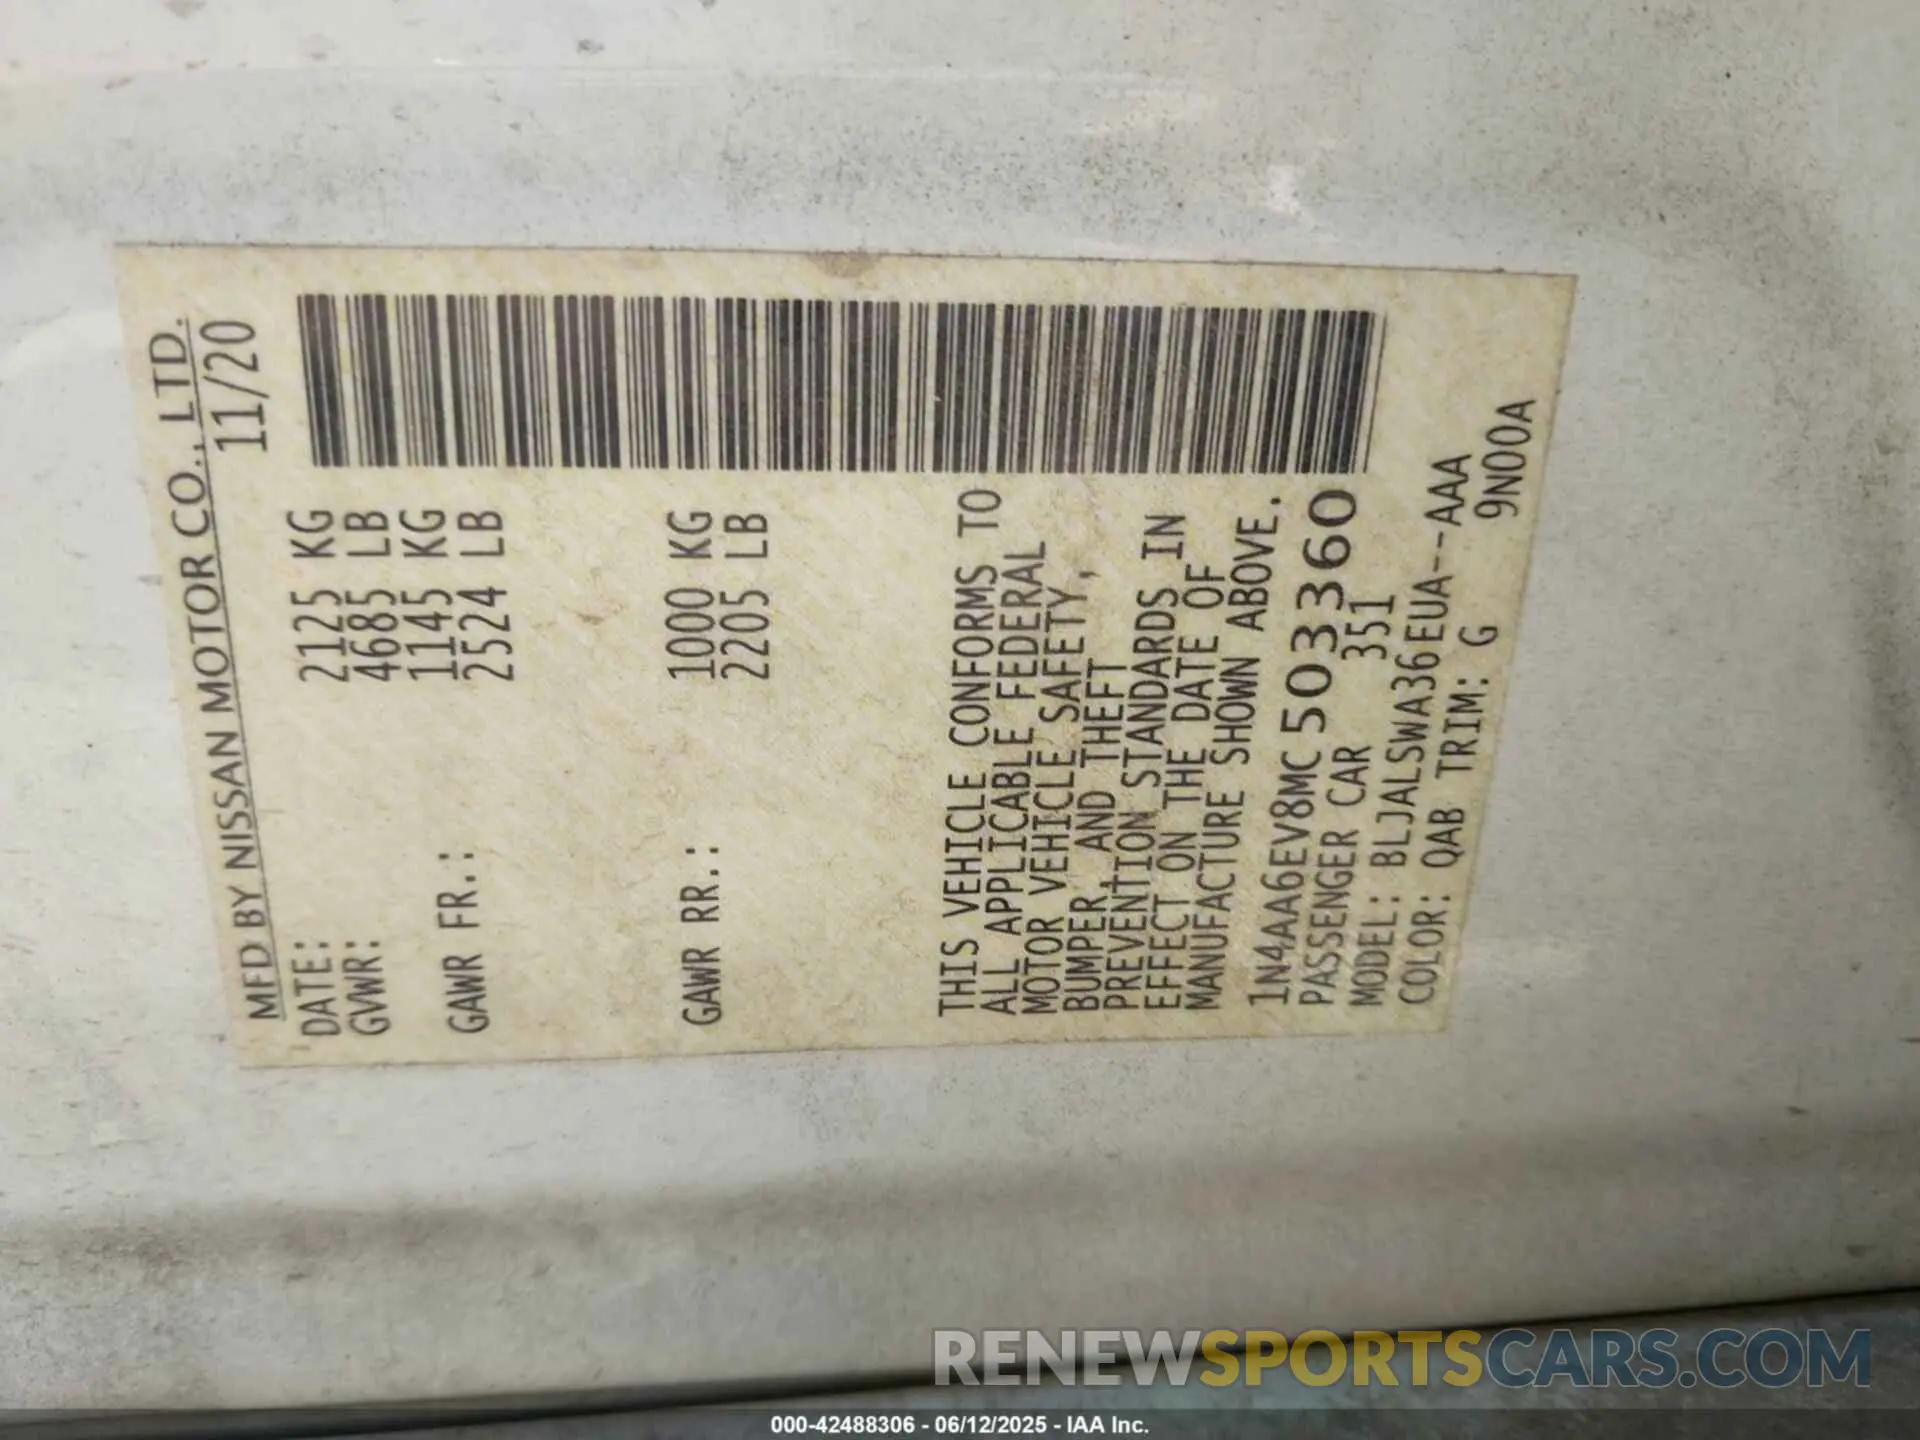 MFD BY NISSAN MOTOR CO., LTD.
DATE: 11/20
GVWR: 2125 KG
4685 LB
GAWR FR.: 1145 KG
2524 LB
GAWR RR.: 1000 KG
2205 LB
THIS VEHICLE CONFORMS TO
ALL APPLICABLE FEDERAL
MOTOR VEHICLE SAFETY,
BUMPER, AND THEFT
PREVENTION STANDARDS IN
EFFECT ON THE DATE OF
MANUFACTURE SHOWN ABOVE.
1N4AA6EV8MC503360
PASSENGER CAR 351
MODEL: BLJALSWA36EUA--AAA
COLOR: QAB TRIM: G 9N00A
RENEWSPORTSCARS.COM
000-42488306 - 06/12/2025 - IAA Inc.